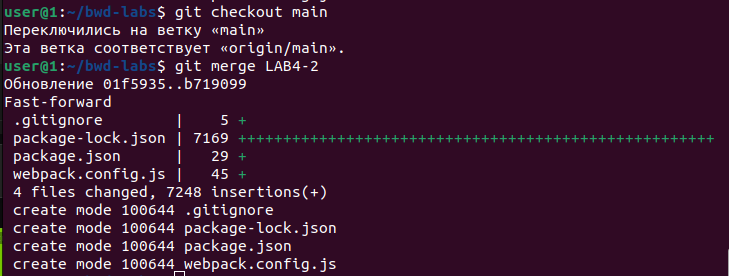 user@1:~/bwd-labs$ git checkout main
Переключились на ветку «main»
Эта ветка соответствует «origin/main».
user@1:~/bwd-labs$ git merge LAB4-2
Обновление 01f5935..b719099
Fast-forward
 .gitignore        |    5 +
 package-lock.json | 7169 ++++++++++++++++++++++++++++++++++++++++++++++++++++++
 package.json      |   29 +
 webpack.config.js |   45 +
 4 files changed, 7248 insertions(+)
 create mode 100644 .gitignore
 create mode 100644 package-lock.json
 create mode 100644 package.json
 create mode 100644 webpack.config.js